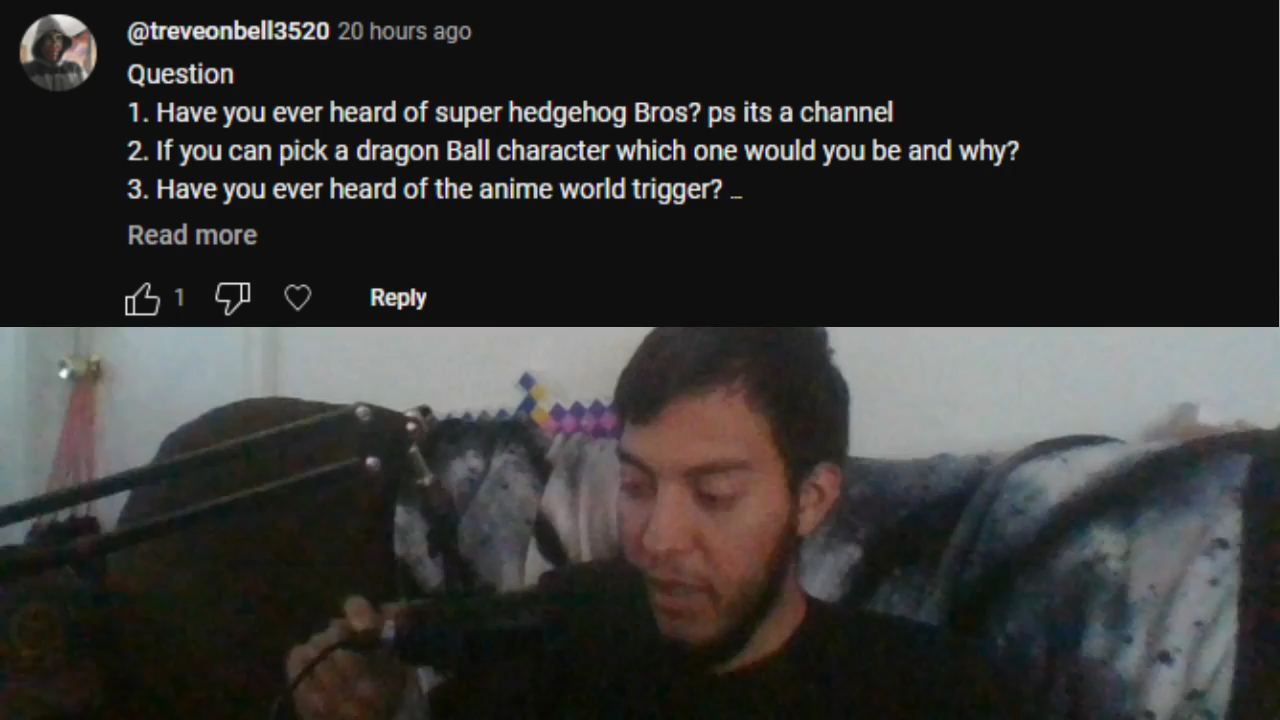 @treveonbell3520 20 hours ago
Question
1. Have you ever heard of super hedgehog Bros? ps its a channel
2. If you can pick a dragon Ball character which one would you be and why?
3. Have you ever heard of the anime world trigger? ...
Read more
1 Reply